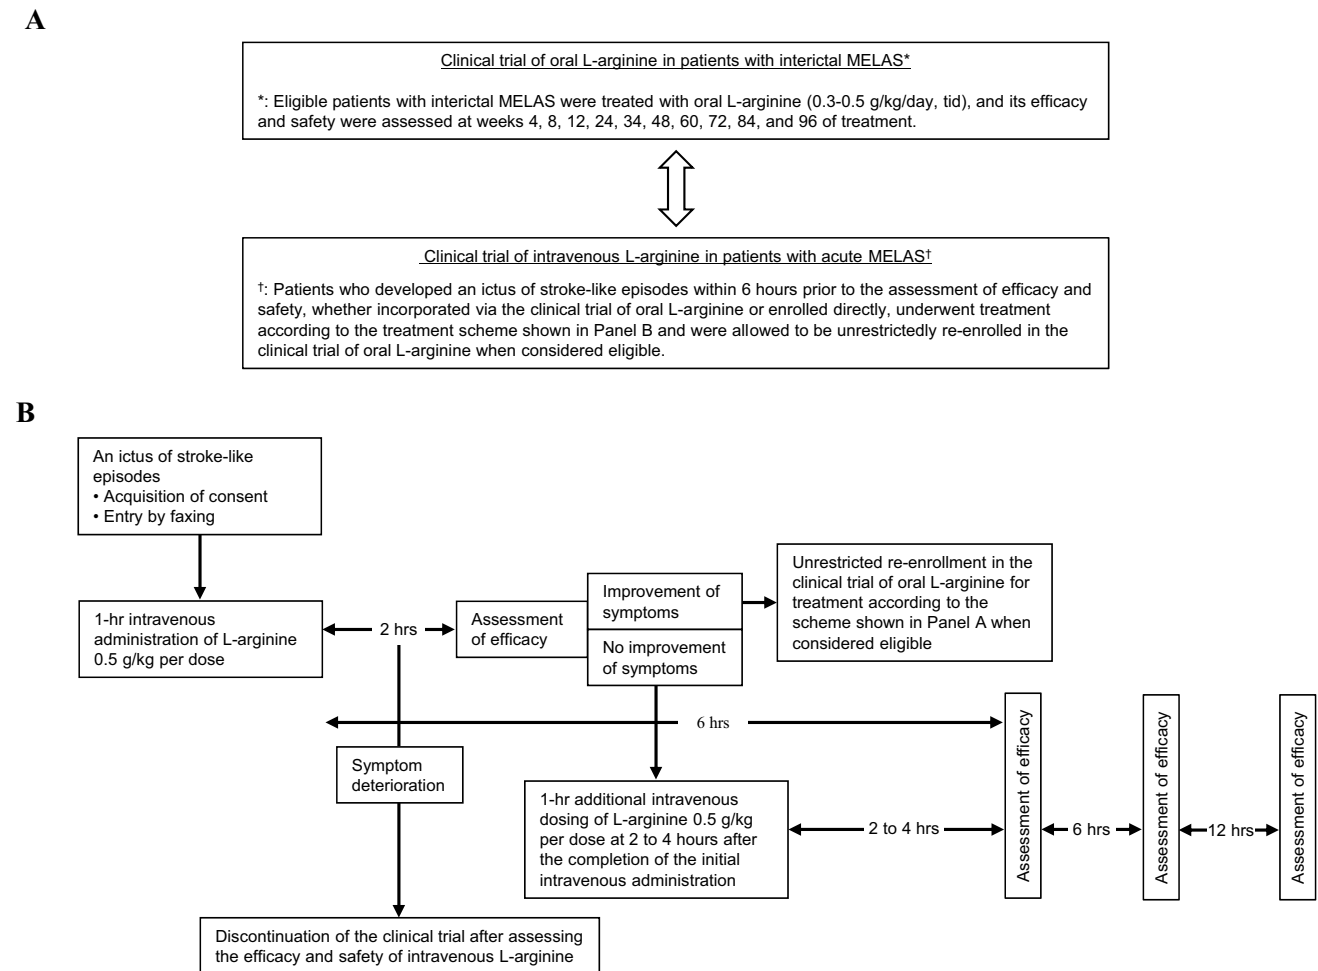 A
Clinical trial of oral L-arginine in patients with interictal MELAS*
*: Eligible patients with interictal MELAS were treated with oral L-arginine (0.3-0.5 g/kg/day, tid), and its efficacy
and safety were assessed at weeks 4, 8, 12, 24, 34, 48, 60, 72, 84, and 96 of treatment.
Clinical trial of intravenous L-arginine in patients with acute MELAS†
†: Patients who developed an ictus of stroke-like episodes within 6 hours prior to the assessment of efficacy and
safety, whether incorporated via the clinical trial of oral L-arginine or enrolled directly, underwent treatment
according to the treatment scheme shown in Panel B and were allowed to be unrestrictedly re-enrolled in the
clinical trial of oral L-arginine when considered eligible.
B
An ictus of stroke-like
episodes
• Acquisition of consent
• Entry by faxing
1-hr intravenous
administration of L-arginine
0.5 g/kg per dose
2 hrs
Assessment
of efficacy
Improvement of
symptoms
No improvement
of symptoms
Unrestricted re-enrollment in the
clinical trial of oral L-arginine for
treatment according to the
scheme shown in Panel A when
considered eligible
6 hrs
Symptom
deterioration
1-hr additional intravenous
dosing of L-arginine 0.5 g/kg
per dose at 2 to 4 hours after
the completion of the initial
intravenous administration
2 to 4 hrs
Assessment of efficacy
6 hrs
Assessment of efficacy
12 hrs
Assessment of efficacy
Discontinuation of the clinical trial after assessing
the efficacy and safety of intravenous L-arginine